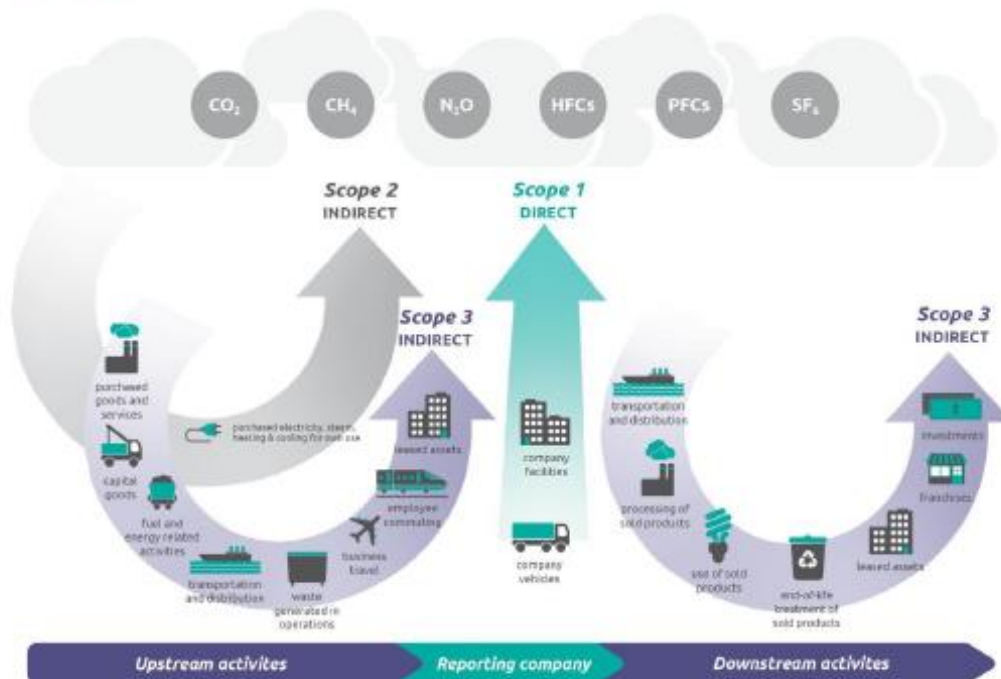 CO₂
CH₄
N₂O
HFCs
PFCs
SF₆
Scope 2
INDIRECT
Scope 1
DIRECT
Scope 3
INDIRECT
Scope 3
INDIRECT
purchased
goods and
services
capital
goods
fuel and
energy related
activities
transportation
and distribution
waste
generated in
operations
business
travel
employee
commuting
leased assets
purchased electricity, steam,
heating & cooling for own use
company
facilities
company
vehicles
transportation
and distribution
processing of
sold products
use of sold
products
end-of-life
treatment of
sold products
leased assets
franchises
investments
Upstream activites
Reporting company
Downstream activites